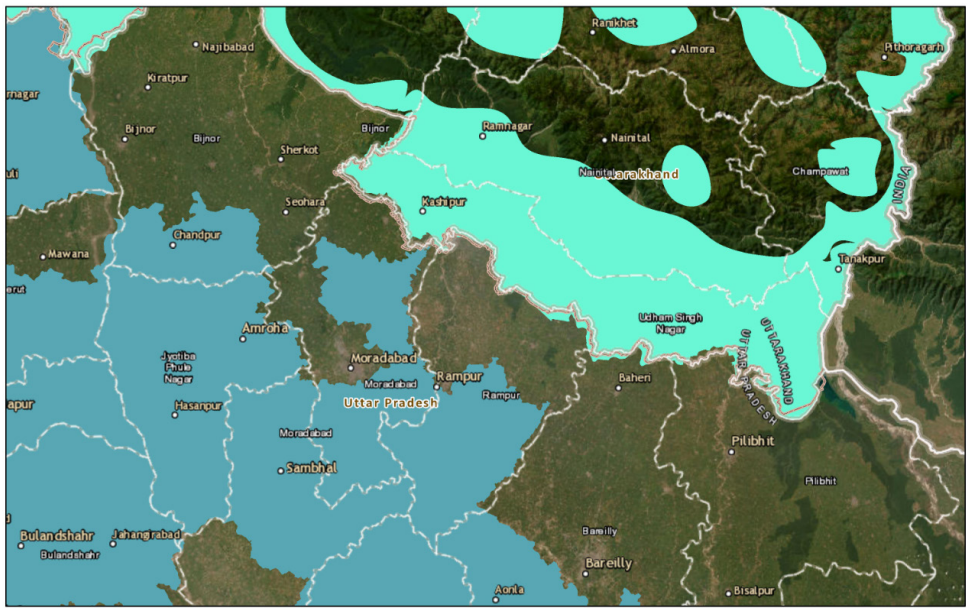 Ranikhet
Najibabad
Almora
Pithoragarh
Kiratpur
rnagar
Bijnor
Bijnor
Bijnor
Ramnagar
Nainital
Sherkot
uli
Nainital
Uttarakhand
Champawat
INDIA
Seohara
Kashipur
Chandpur
Mawana
Tanakpur
erut
Amroha
Udham Singh
Nagar
UTTARAKHAND
UTTAR PRADESH
Jyotiba
Phule
Nagar
Moradabad
Moradabad
Rampur
Rampur
Baheri
Uttar Pradesh
apur
Hasanpur
Moradabad
Pilibhit
Sambhal
Pilibhit
d
Bulandshahr
Jahangirabad
Bulandshahr
Bareilly
Bareilly
Aonla
Bisalpur